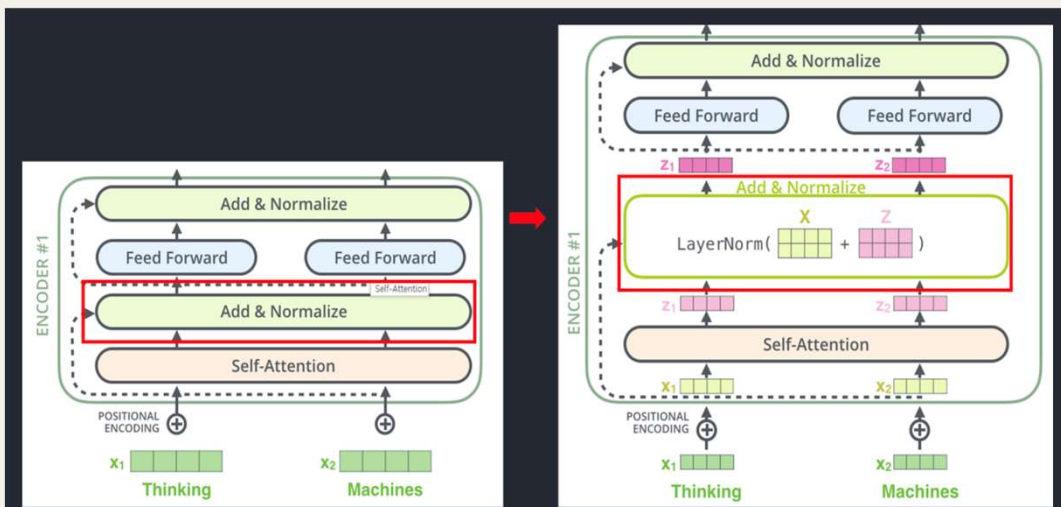 Add & Normalize
Feed Forward Feed Forward
Self-Attention
Add & Normalize
Self-Attention
ENCODER #1
POSITIONAL
ENCODING
x1 x2
Thinking Machines
Add & Normalize
Feed Forward Feed Forward
z1 z2
Add & Normalize
X Z
LayerNorm( + )
z1 z2
Self-Attention
x1 x2
ENCODER #1
POSITIONAL
ENCODING
x1 x2
Thinking Machines